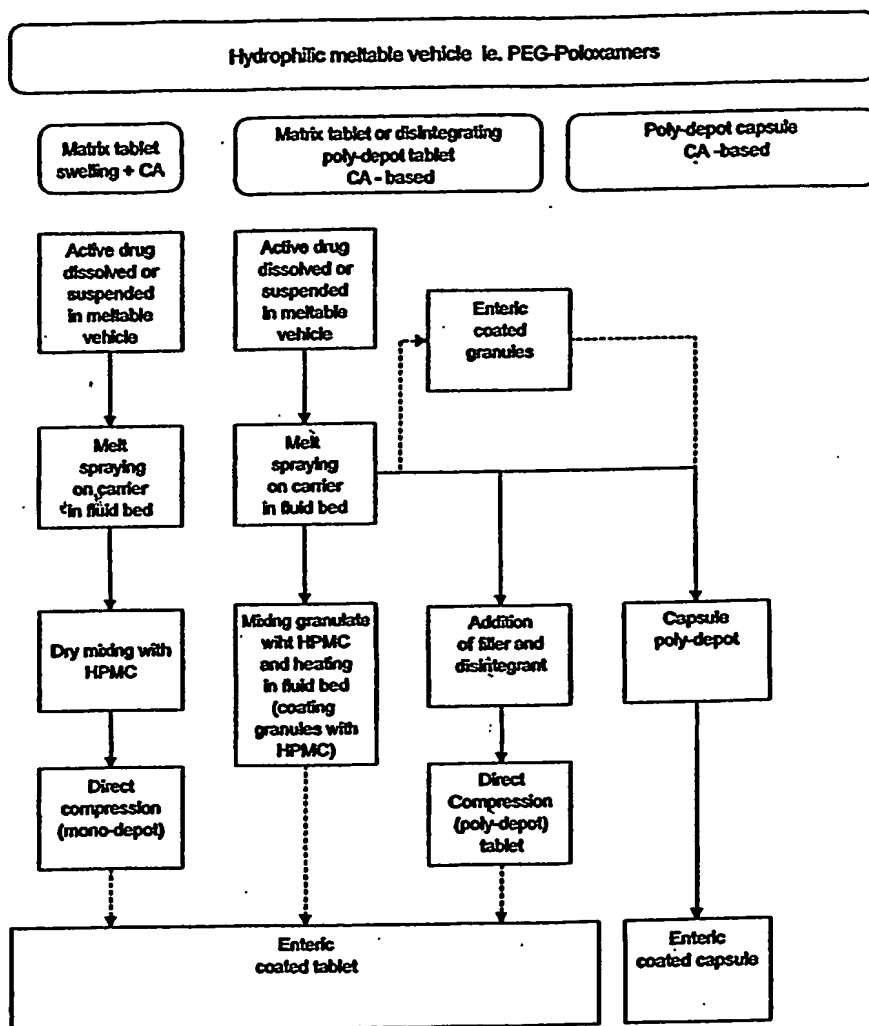 Hydrophilic meltable vehicle ie. PEG-Poloxamers
Matrix tablet
swelling + CA
Matrix tablet or disintegrating
poly-depot tablet
CA - based
Poly-depot capsule
CA -based
Active drug
dissolved or
suspended
in meltable
vehicle
Active drug
dissolved or
suspended
in meltable
vehicle
Enteric
coated
granules
Melt
spraying
on carrier
in fluid bed
Melt
spraying
on carrier
in fluid bed
Dry mixing with
HPMC
Mixing granulate
wiht HPMC
and heating
in fluid bed
(coating
granules with
HPMC)
Addition
of filler and
disintegrant
Capsule
poly-depot
Direct
compression
(mono-depot)
Direct
Compression
(poly-depot)
tablet
Enteric
coated tablet
Enteric
coated capsule